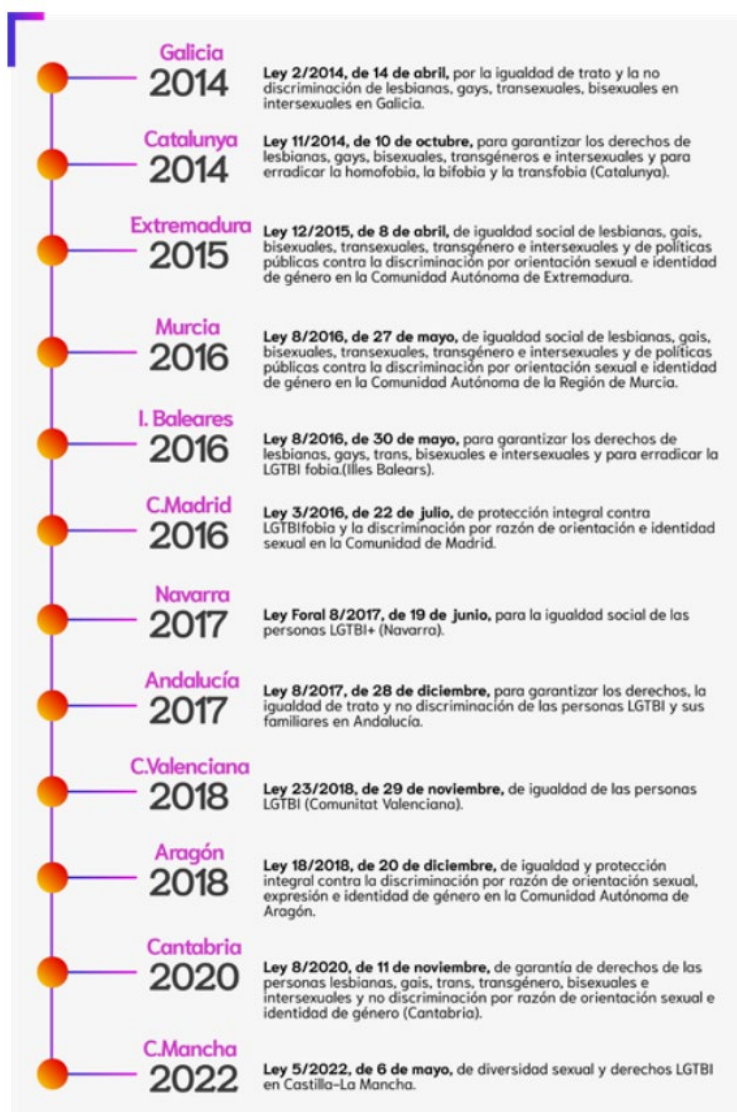 Galicia
2014
Ley 2/2014, de 14 de abril, por la igualdad de trato y la no
discriminación de lesbianas, gays, transexuales, bisexuales en
intersexuales en Galicia.
Catalunya
2014
Ley 11/2014, de 10 de octubre, para garantizar los derechos de
lesbianas, gays, bisexuales, transgéneros e intersexuales y para
erradicar la homofobia, la bifobia y la transfobia (Catalunya).
Extremadura
2015
Ley 12/2015, de 8 de abril, de igualdad social de lesbianas, gais,
bisexuales, transexuales, transgénero e intersexuales y de políticas
públicas contra la discriminación por orientación sexual e identidad
de género en la Comunidad Autónoma de Extremadura.
Murcia
2016
Ley 8/2016, de 27 de mayo, de igualdad social de lesbianas, gais,
bisexuales, transexuales, transgénero e intersexuales y de políticas
públicas contra la discriminación por orientación sexual e identidad
de género en la Comunidad Autónoma de la Región de Murcia.
I. Baleares
2016
Ley 8/2016, de 30 de mayo, para garantizar los derechos de
lesbianas, gays, trans, bisexuales e intersexuales y para erradicar la
LGTBI fobia.(Illes Balears).
C.Madrid
2016
Ley 3/2016, de 22 de julio, de protección integral contra
LGTBIfobia y la discriminación por razón de orientación e identidad
sexual en la Comunidad de Madrid.
Navarra
2017
Ley Foral 8/2017, de 19 de junio, para la igualdad social de las
personas LGTBI+ (Navarra).
Andalucía
2017
Ley 8/2017, de 28 de diciembre, para garantizar los derechos, la
igualdad de trato y no discriminación de las personas LGTBI y sus
familiares en Andalucía.
C.Valenciana
2018
Ley 23/2018, de 29 de noviembre, de igualdad de las personas
LGTBI (Comunitat Valenciana).
Aragón
2018
Ley 18/2018, de 20 de diciembre, de igualdad y protección
integral contra la discriminación por razón de orientación sexual,
expresión e identidad de género en la Comunidad Autónoma de
Aragón.
Cantabria
2020
Ley 8/2020, de 11 de noviembre, de garantía de derechos de las
personas lesbianas, gais, trans, transgénero, bisexuales e
intersexuales y no discriminación por razón de orientación sexual e
identidad de género (Cantabria).
C.Mancha
2022
Ley 5/2022, de 6 de mayo, de diversidad sexual y derechos LGTBI
en Castilla-La Mancha.